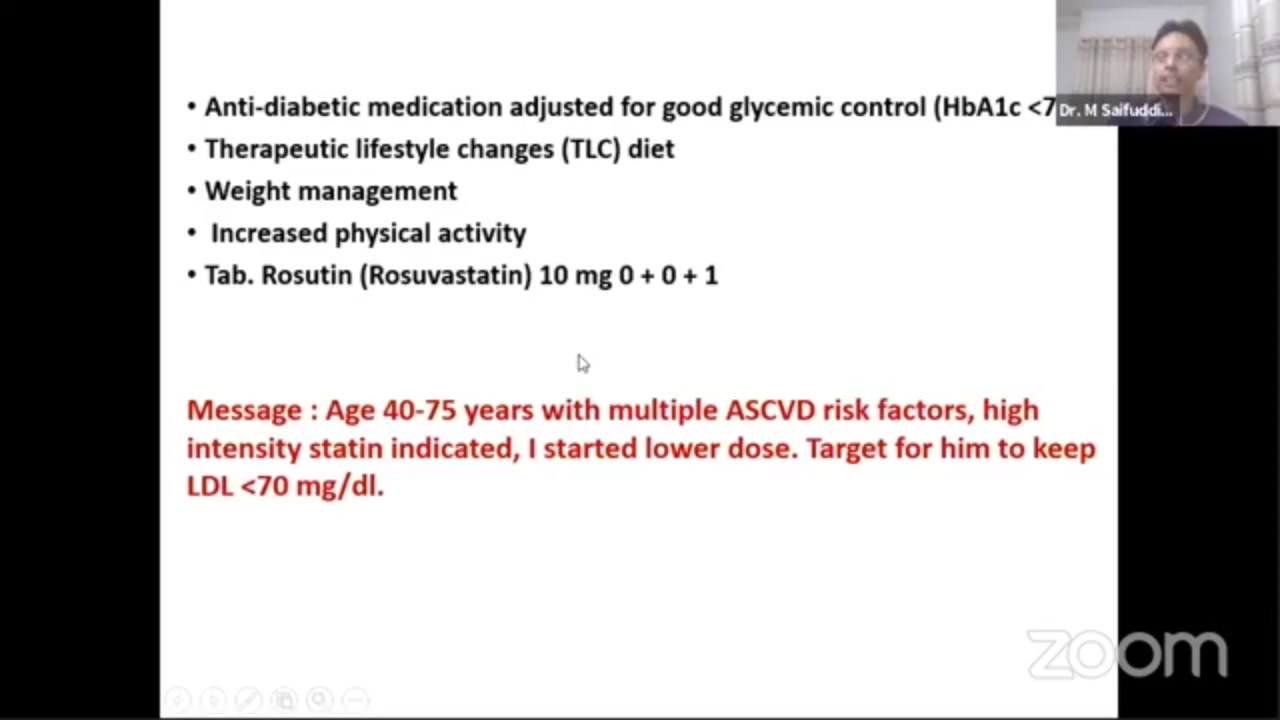 • Anti-diabetic medication adjusted for good glycemic control (HbA1c <7
Dr. M Saifuddi...
• Therapeutic lifestyle changes (TLC) diet
• Weight management
• Increased physical activity
• Tab. Rosutin (Rosuvastatin) 10 mg 0 + 0 + 1
Message : Age 40-75 years with multiple ASCVD risk factors, high
intensity statin indicated, I started lower dose. Target for him to keep
LDL <70 mg/dl.
zoom